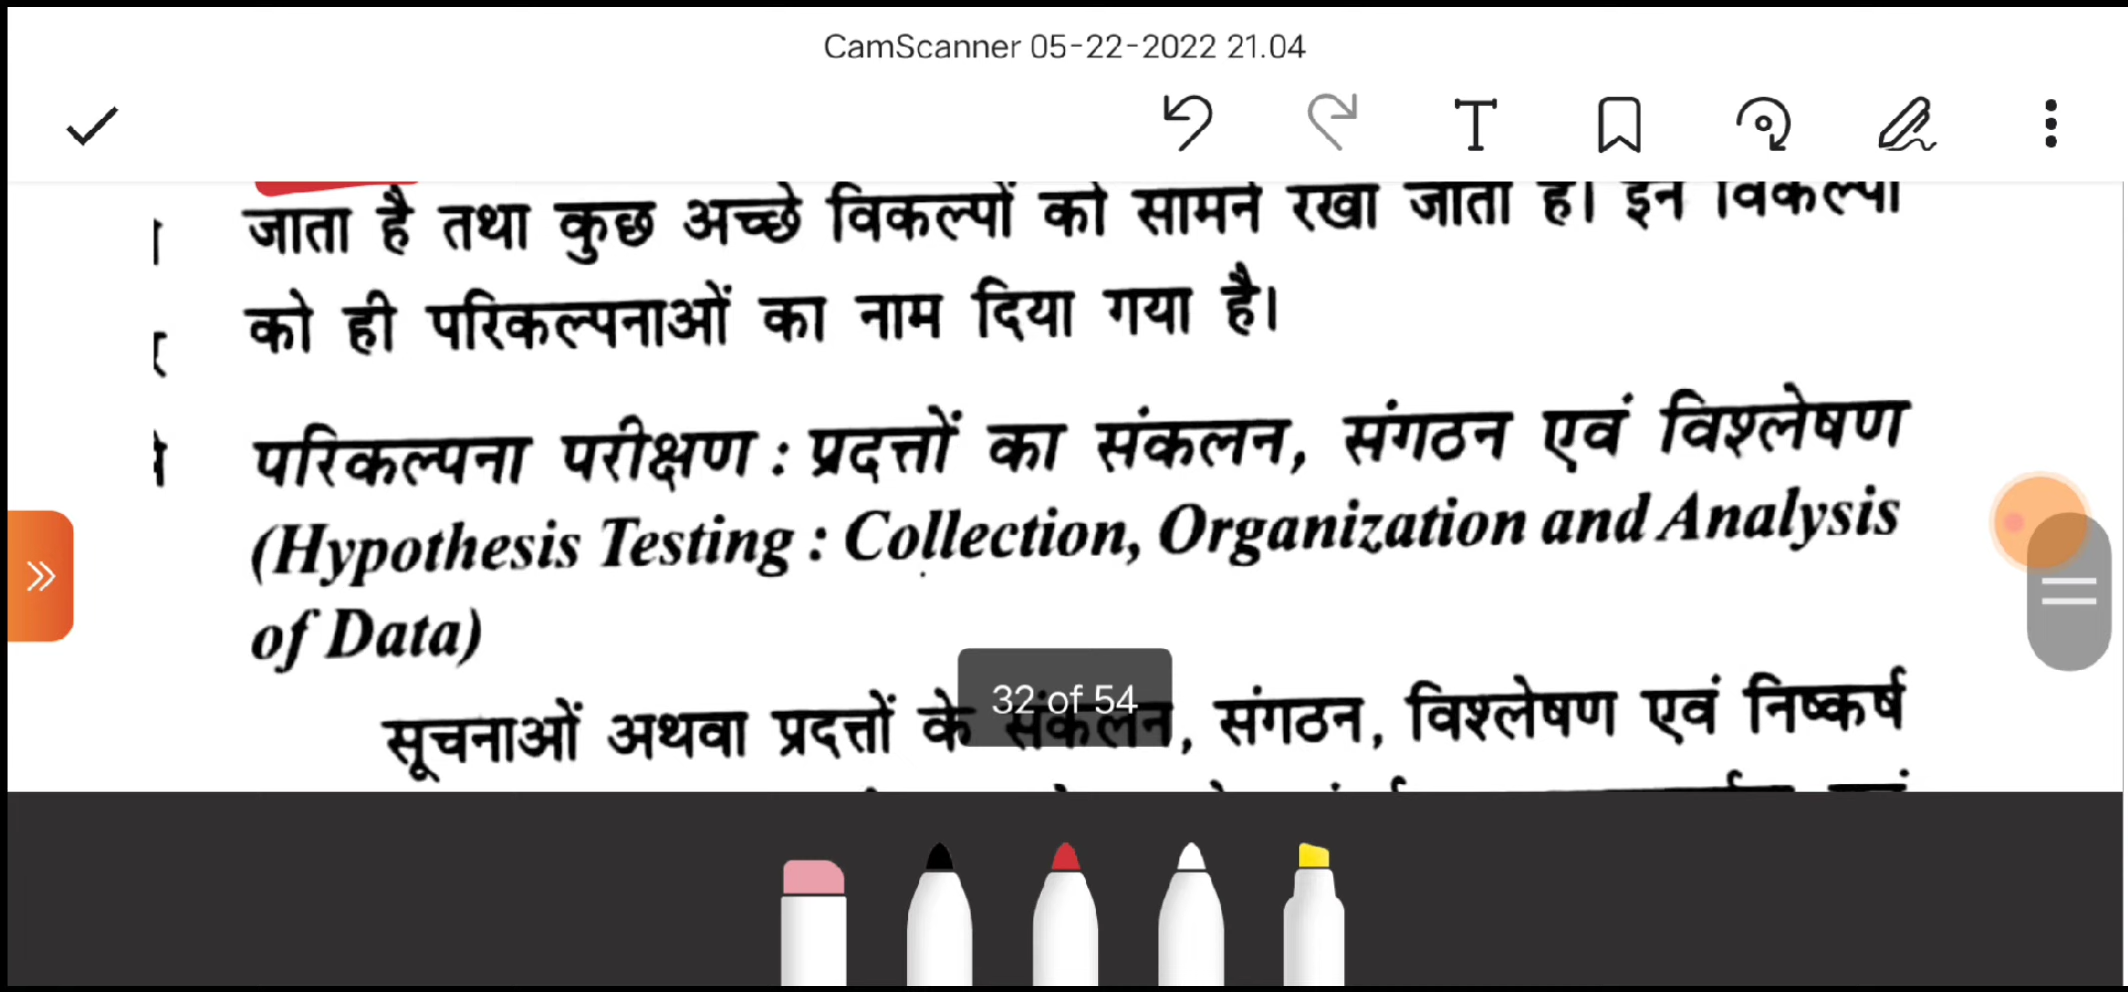 CamScanner 05-22-2022 21.04
जाता है तथा कुछ अच्छे विकल्पों को सामने रखा जाता है। इन विकल्पों
को ही परिकल्पनाओं का नाम दिया गया है।
परिकल्पना परीक्षण : प्रदत्तों का संकलन, संगठन एवं विश्लेषण
(Hypothesis Testing : Collection, Organization and Analysis
of Data)
32 of 54
सूचनाओं अथवा प्रदत्तों के संकलन, संगठन, विश्लेषण एवं निष्कर्ष